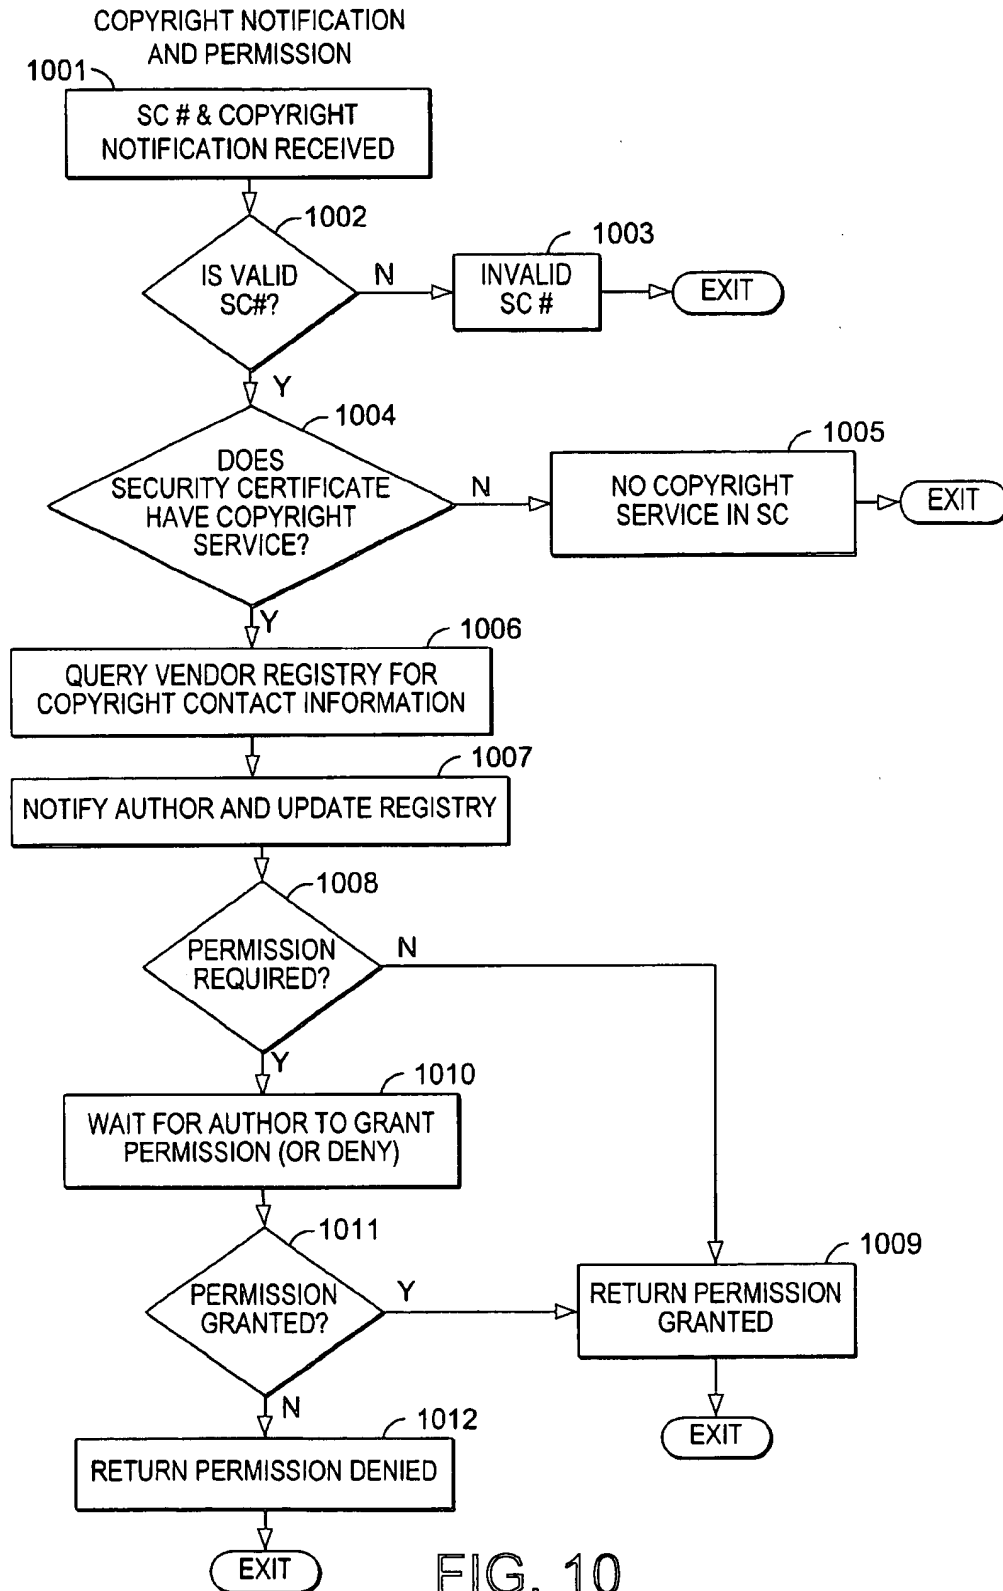 COPYRIGHT NOTIFICATION
AND PERMISSION
1001
SC # & COPYRIGHT
NOTIFICATION RECEIVED
1002
IS VALID
SC#?
N
1003
INVALID
SC #
EXIT
Y
1004
DOES
SECURITY CERTIFICATE
HAVE COPYRIGHT
SERVICE?
N
1005
NO COPYRIGHT
SERVICE IN SC
EXIT
Y
1006
QUERY VENDOR REGISTRY FOR
COPYRIGHT CONTACT INFORMATION
1007
NOTIFY AUTHOR AND UPDATE REGISTRY
1008
PERMISSION
REQUIRED?
N
Y
1010
WAIT FOR AUTHOR TO GRANT
PERMISSION (OR DENY)
1011
PERMISSION
GRANTED?
Y
1009
RETURN PERMISSION
GRANTED
EXIT
N
1012
RETURN PERMISSION DENIED
EXIT
FIG. 10